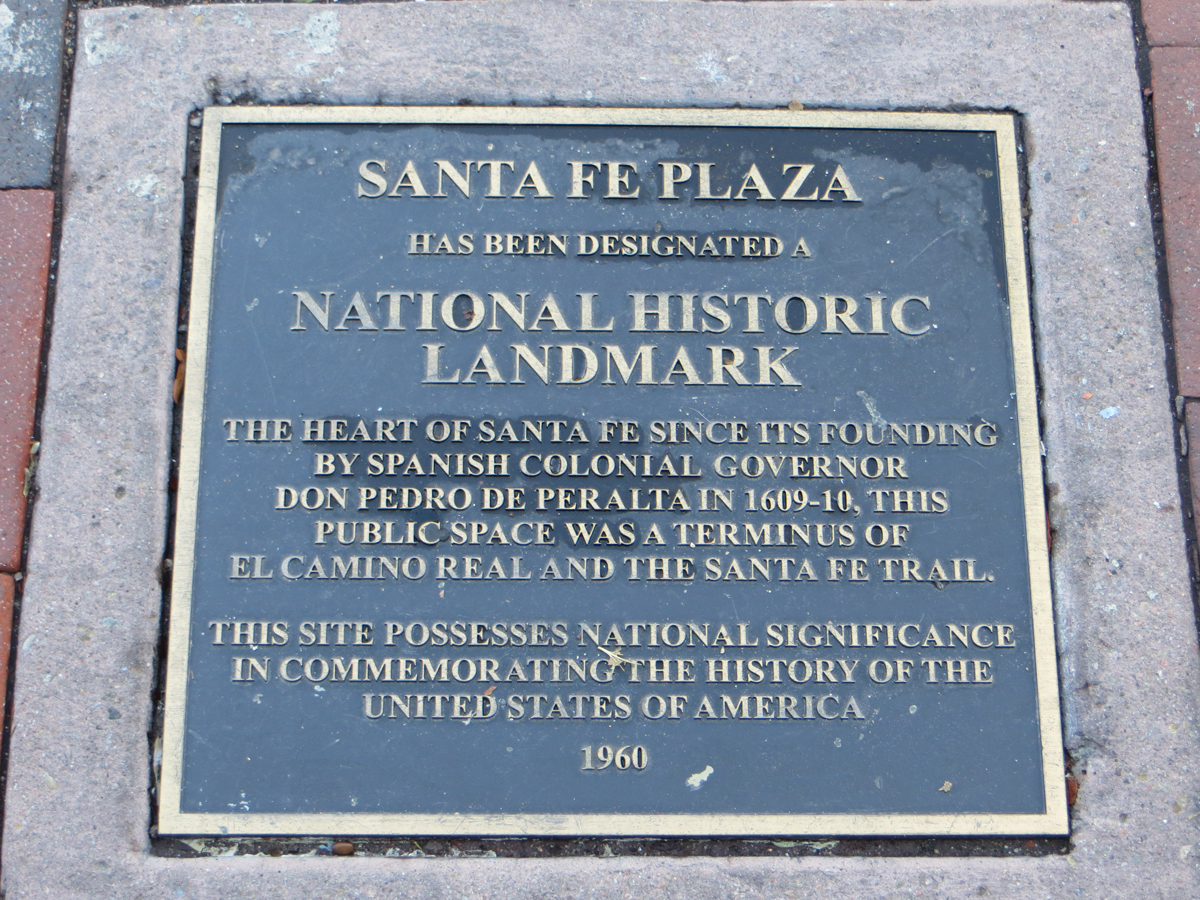 SANTA FE PLAZA
HAS BEEN DESIGNATED A
NATIONAL HISTORIC
LANDMARK
THE HEART OF SANTA FE SINCE ITS FOUNDING
BY SPANISH COLONIAL GOVERNOR
DON PEDRO DE PERALTA IN 1609-10, THIS
PUBLIC SPACE WAS A TERMINUS OF
EL CAMINO REAL AND THE SANTA FE TRAIL.
THIS SITE POSSESSES NATIONAL SIGNIFICANCE
IN COMMEMORATING THE HISTORY OF THE
UNITED STATES OF AMERICA
1960